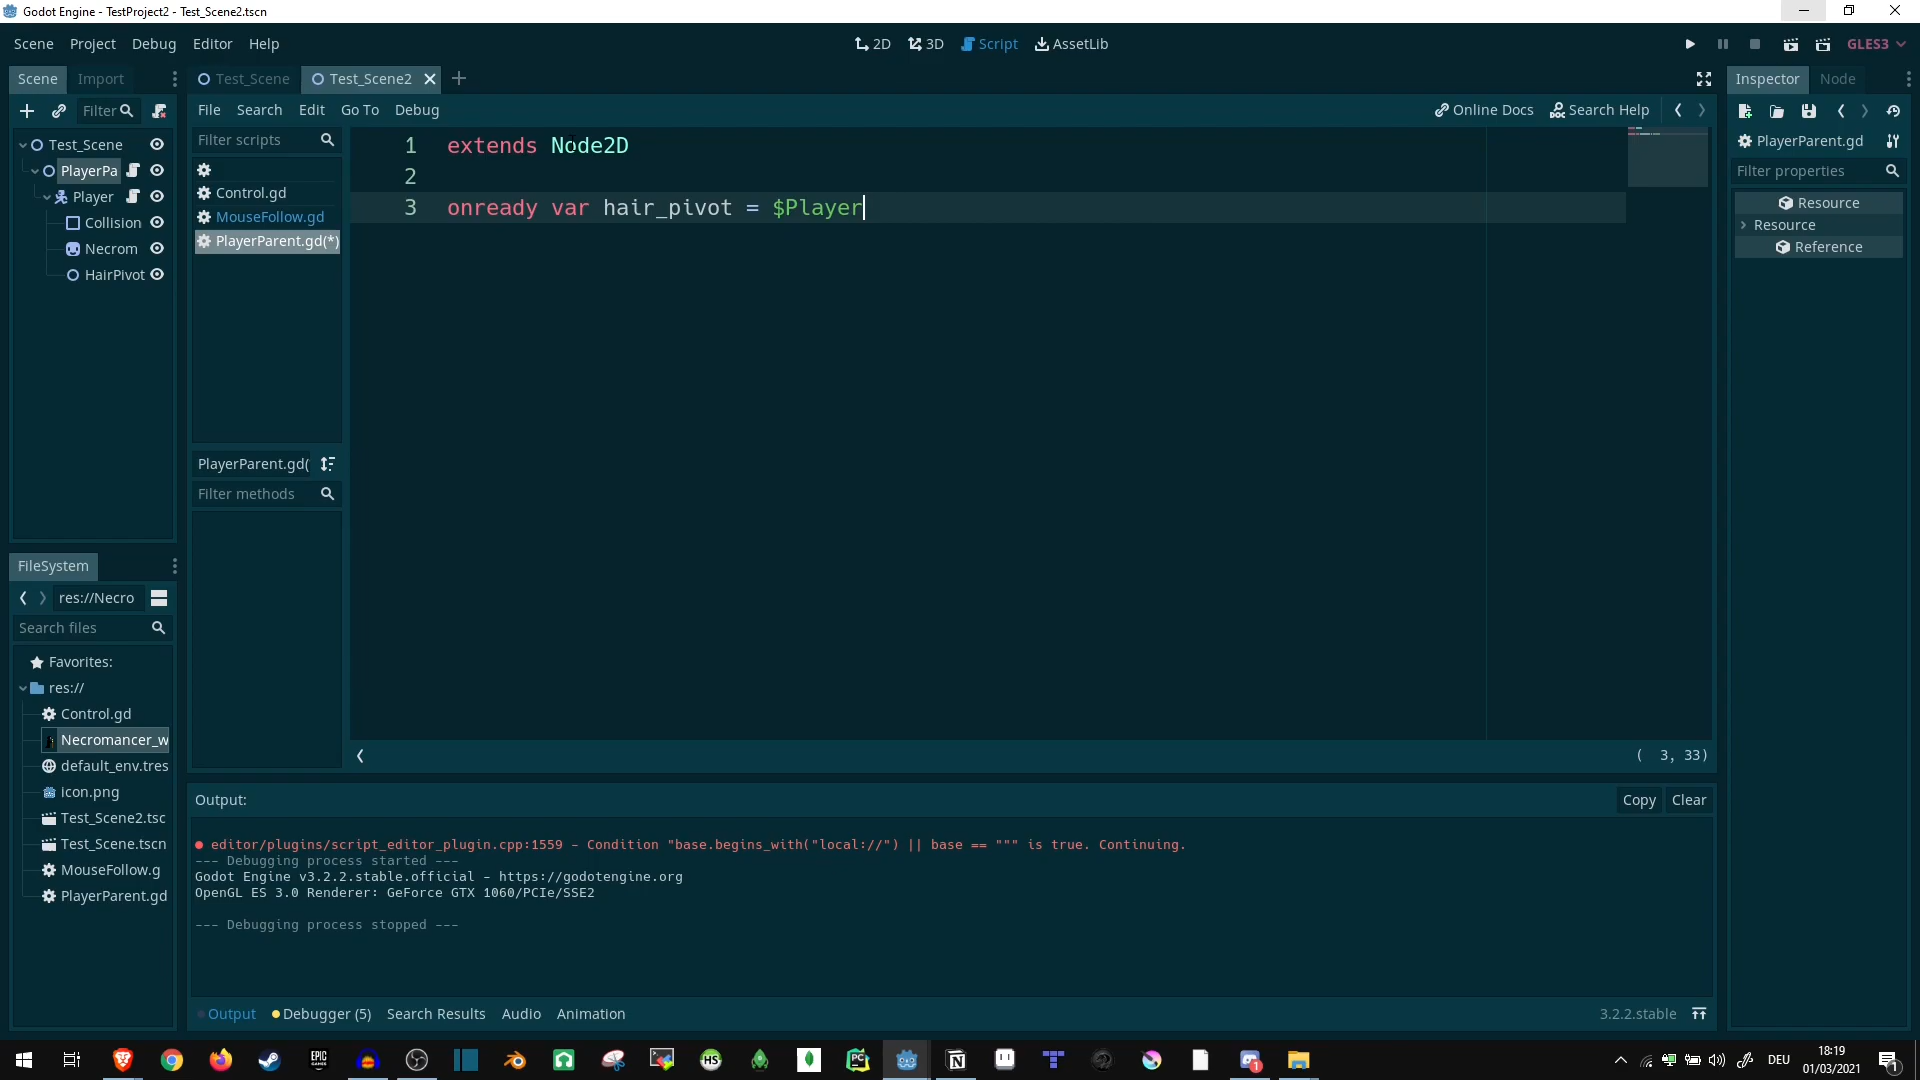 Godot Engine - TestProject2 - Test_Scene2.tscn
Scene Project Debug Editor Help
2D 3D Script AssetLib
GLES3
Scene Import
Test_Scene Test_Scene2
Inspector Node
Filter
File Search Edit Go To Debug
Online Docs Search Help
Filter scripts
Control.gd
MouseFollow.gd
PlayerParent.gd(*)
Test_Scene
PlayerPa
Player
Collision
Necrom
HairPivot
1 extends Node2D
2
3 onready var hair_pivot = $Player
PlayerParent.gd
Filter properties
Resource
Resource
Reference
PlayerParent.gd(
Filter methods
( 3, 33)
FileSystem
res://Necro
Search files
Favorites:
res://
Control.gd
Necromancer_w
default_env.tres
icon.png
Test_Scene2.tsc
Test_Scene.tscn
MouseFollow.g
PlayerParent.gd
Output:
Copy Clear
editor/plugins/script_editor_plugin.cpp:1559 - Condition "base.begins_with("local://") || base == """ is true. Continuing.
--- Debugging process started ---
Godot Engine v3.2.2.stable.official - https://godotengine.org
OpenGL ES 3.0 Renderer: GeForce GTX 1060/PCIe/SSE2
--- Debugging process stopped ---
Output Debugger (5) Search Results Audio Animation
3.2.2.stable
EPIC
GAMES
HS
PC
N
T
1
DEU
18:19
01/03/2021
1